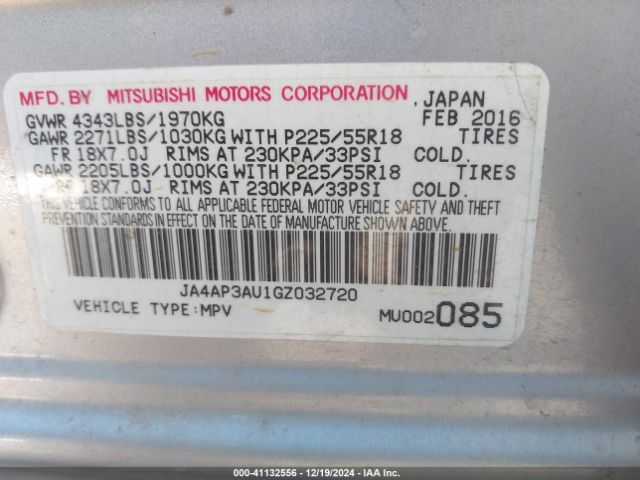 MFD. BY MITSUBISHI MOTORS CORPORATION, JAPAN
GVWR 4343LBS/1970KG FEB 2016
GAWR 2271LBS/1030KG WITH P225/55R18 TIRES
FR 18X7.0J RIMS AT 230KPA/33PSI COLD.
GAWR 2205LBS/1000KG WITH P225/55R18 TIRES
RR 18X7.0J RIMS AT 230KPA/33PSI COLD.
THIS VEHICLE CONFORMS TO ALL APPLICABLE FEDERAL MOTOR VEHICLE SAFETY AND THEFT
PREVENTION STANDARDS IN EFFECT ON THE DATE OF MANUFACTURE SHOWN ABOVE.
JA4AP3AU1GZ032720
VEHICLE TYPE:MPV MU002085
000-41132556 - 12/19/2024 - IAA Inc.